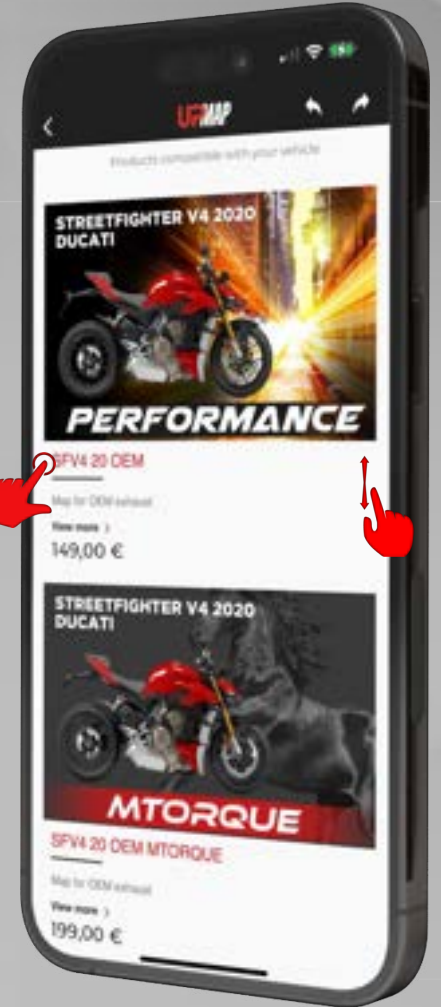 UPMAP
Products compatible with your vehicle
STREETFIGHTER V4 2020
DUCATI
PERFORMANCE
SFV4 20 OEM
Map for OEM exhaust
View more >
149,00 €
STREETFIGHTER V4 2020
DUCATI
MTORQUE
SFV4 20 OEM MTORQUE
Map for OEM exhaust
View more >
199,00 €